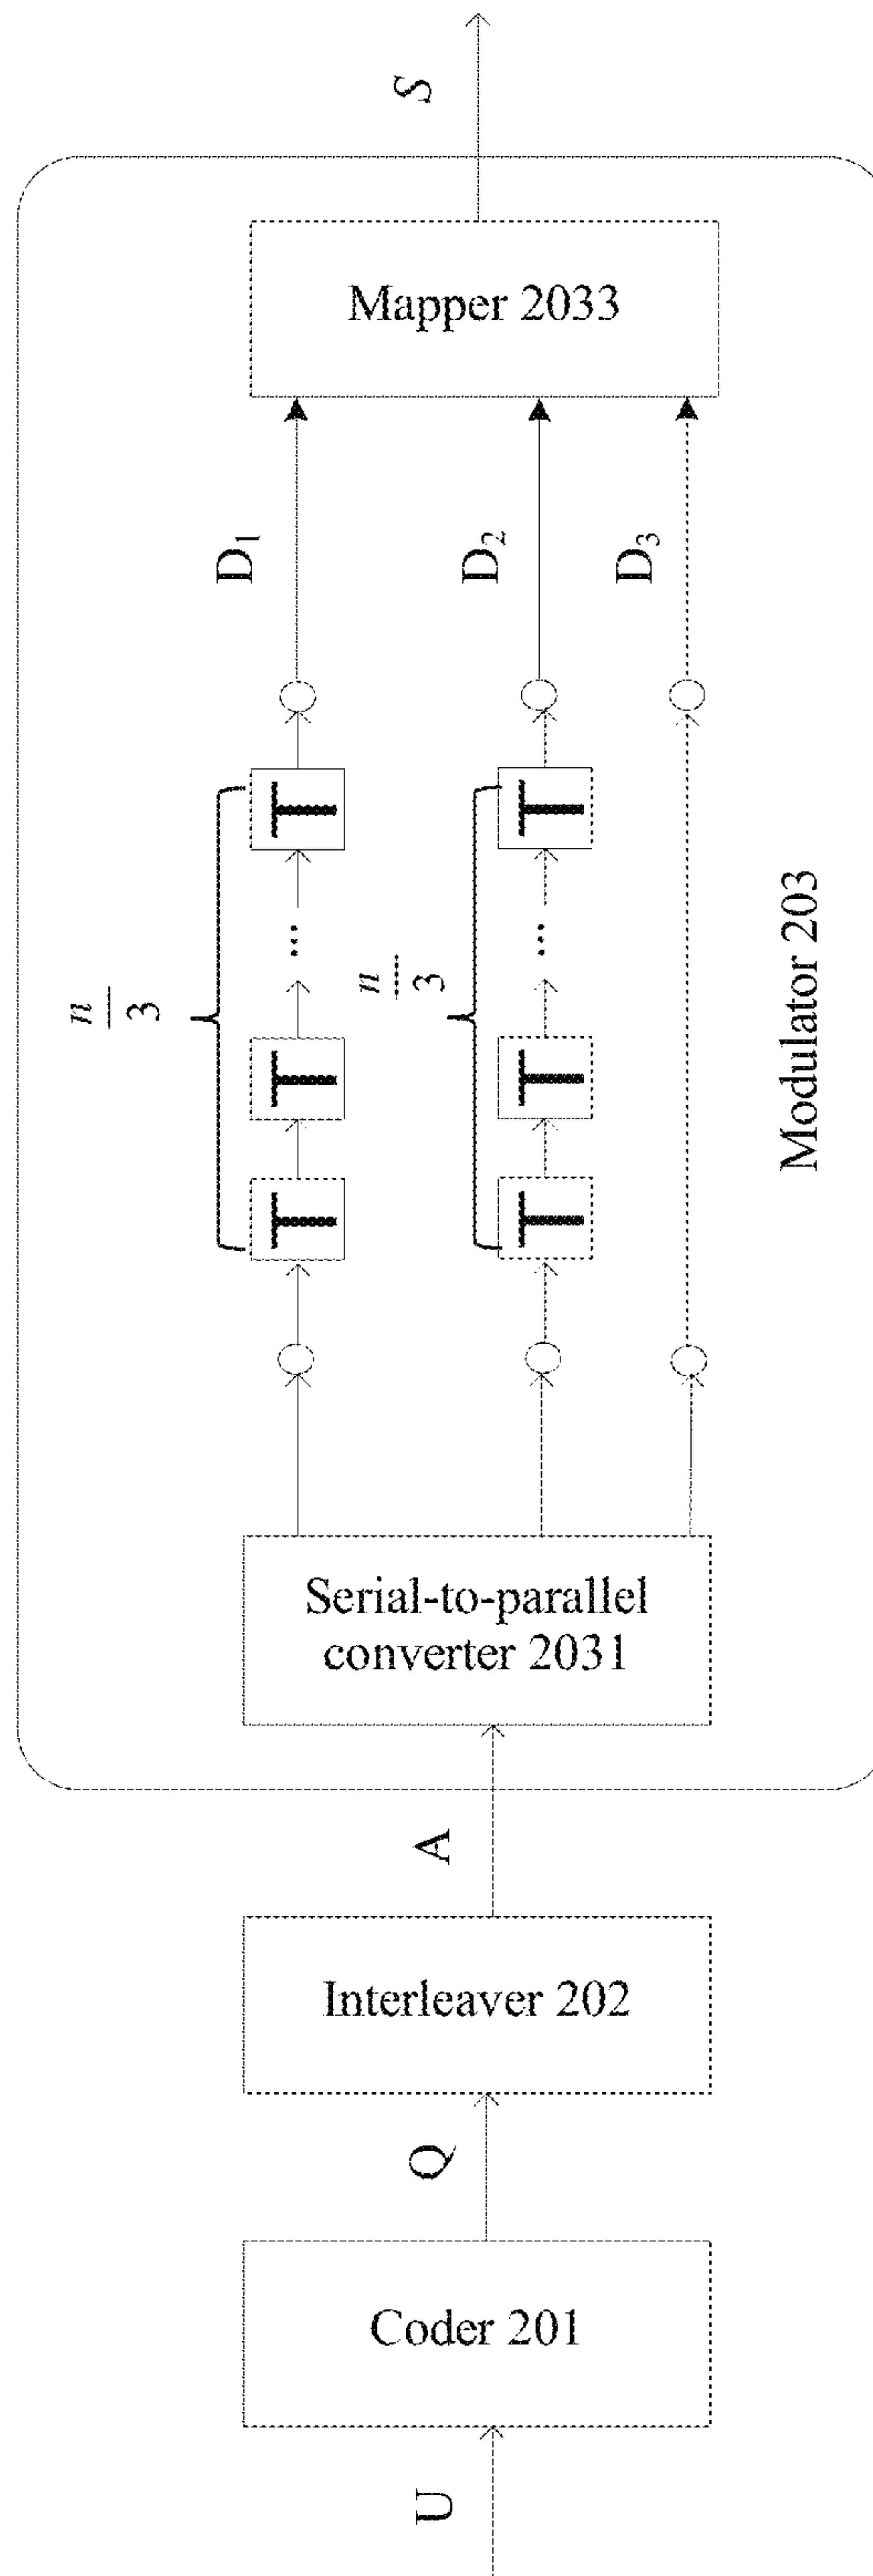 U
Coder 201
Q
Interleaver 202
A
Serial-to-parallel
converter 2031
n
3
T
T
...
T
D1
n
3
T
T
...
T
D2
D3
Mapper 2033
S
Modulator 203